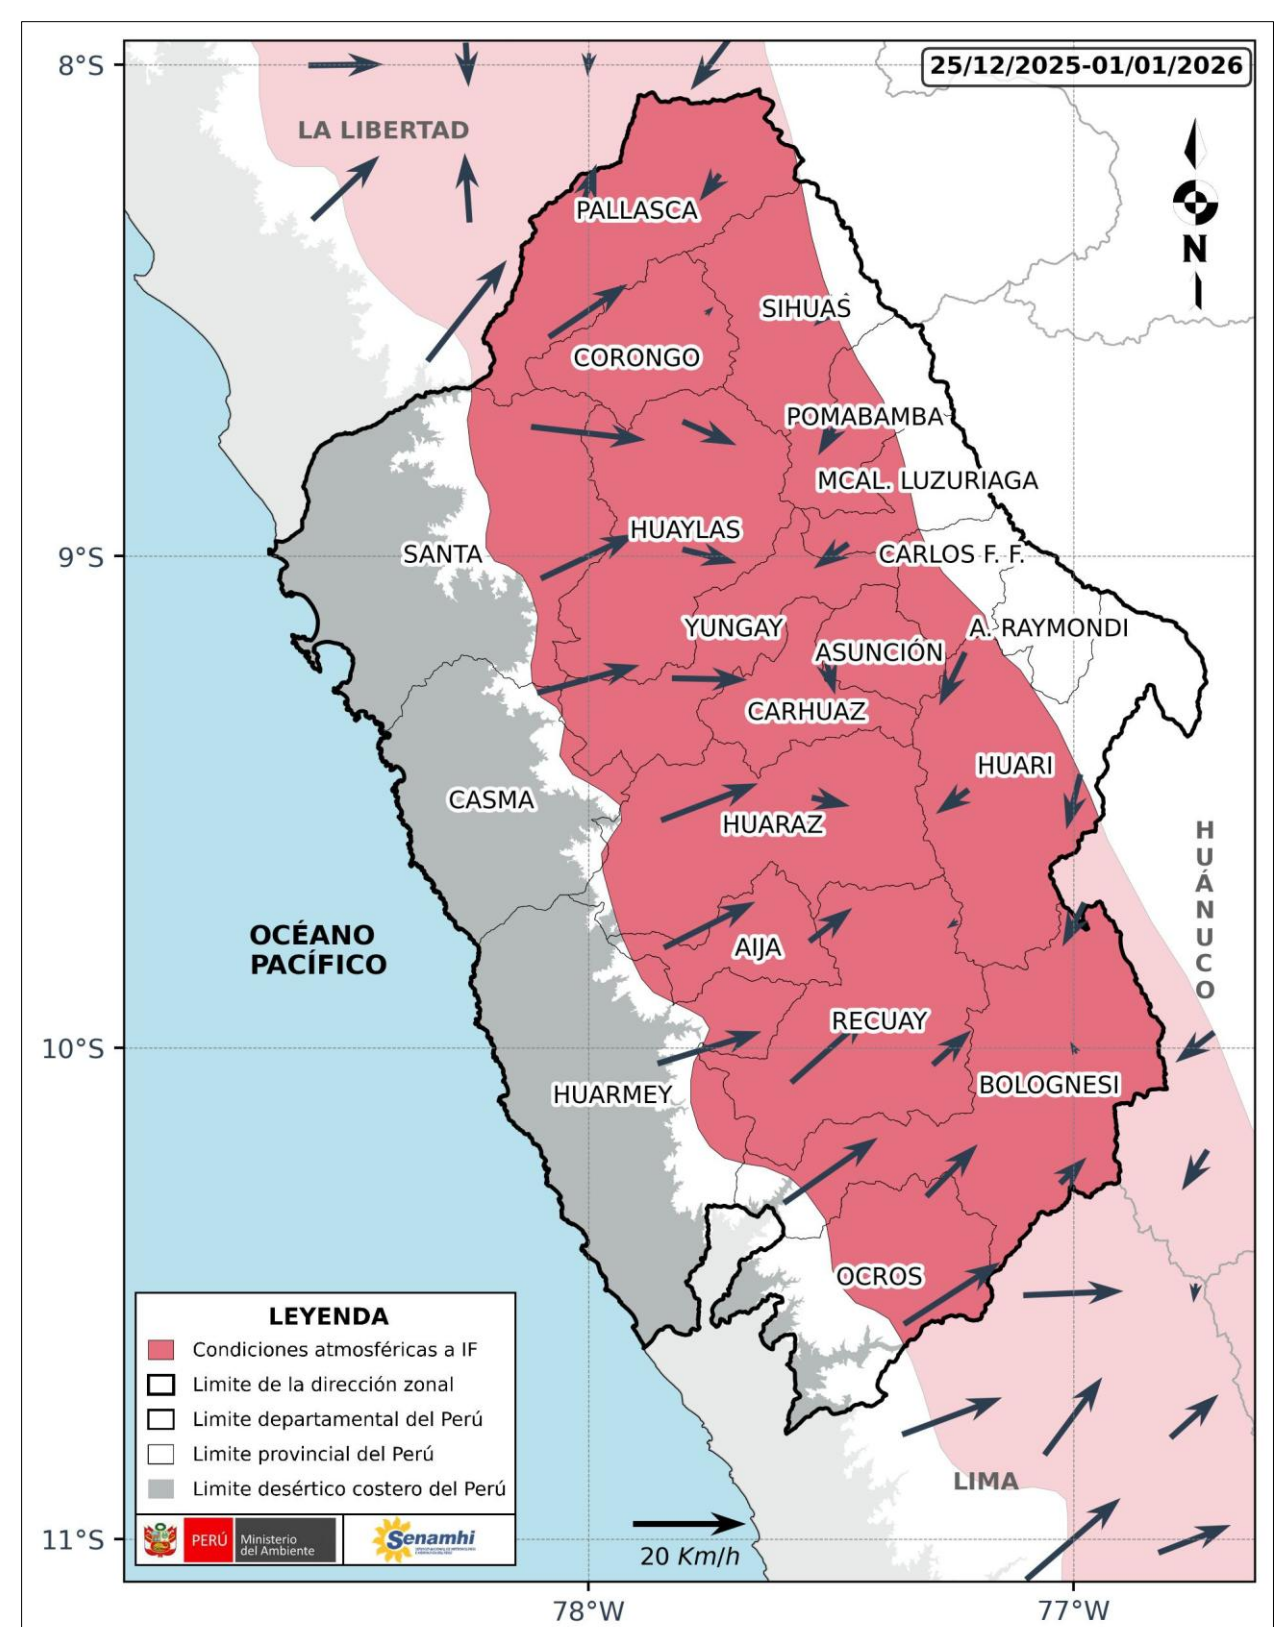 25/12/2025-01/01/2026
8°S
LA LIBERTAD
PALLASCA
N
SIHUAS
CORONGO
POMABAMBA
MCAL. LUZURIAGA
HUAYLAS
SANTA
CARLOS F. F.
9°S
YUNGAY
A. RAYMONDI
ASUNCIÓN
CARHUAZ
HUARI
CASMA
HUARAZ
HUÁNUCO
OCÉANO
PACÍFICO
AIJA
RECUAY
10°S
BOLOGNESI
HUARMEY
OCROS
LEYENDA
Condiciones atmosféricas a IF
Limite de la dirección zonal
Limite departamental del Perú
Limite provincial del Perú
Limite desértico costero del Perú
LIMA
PERÚ
Ministerio
del Ambiente
Senamhi
11°S
20 Km/h
78°W
77°W